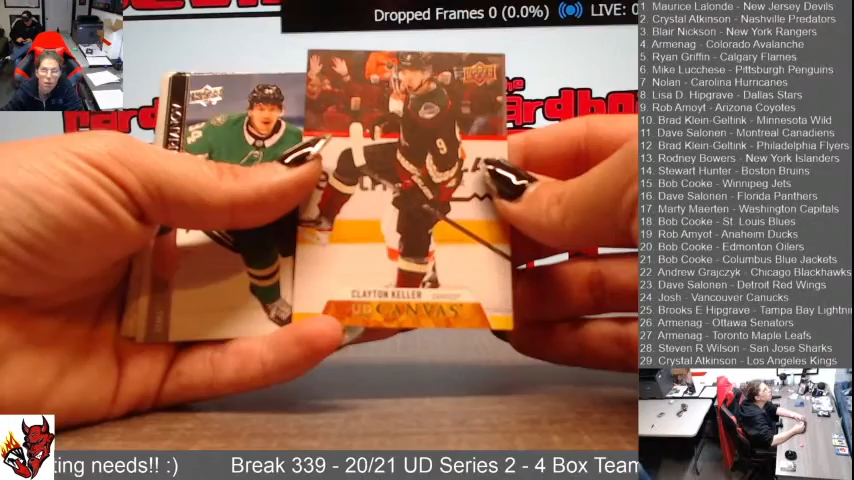 Dropped Frames 0 (0.0%) LIVE: 0
1 Maurice Lalonde - New Jersey Devils
2. Crystal Atkinson - Nashville Predators
3. Blair Nickson - New York Rangers
4. Armenag - Colorado Avalanche
5. Ryan Griffin - Calgary Flames
6. Mike Lucchese - Pittsburgh Penguins
7 Nolan - Carolina Hurricanes
8 Lisa D. Hipgrave - Dallas Stars
9. Rob Amoyt - Arizona Coyotes
10. Brad Klein-Geltink - Minnesota Wild
11 Dave Salonen - Montreal Canadiens
12 Brad Klein-Geltink - Philadelphia Flyers
13 Rodney Bowers - New York Islanders
14 Stewart Hunter - Boston Bruins
15 Bob Cooke - Winnipeg Jets
16 Dave Salonen - Florida Panthers
17 Marty Maerten - Washington Capitals
18 Bob Cooke - St. Louis Blues
19 Rob Amyot - Anaheim Ducks
20 Bob Cooke - Edmonton Oilers
21. Bob Cooke - Columbus Blue Jackets
22 Andrew Grajczyk - Chicago Blackhawks
23 Dave Salonen - Detroit Red Wings
24 Josh - Vancouver Canucks
25 Brooks E Hipgrave - Tampa Bay Lightni
26 Armenag - Ottawa Senators
27 Armenag - Toronto Maple Leafs
28. Steven R Wilson - San Jose Sharks
29. Crystal Atkinson - Los Angeles Kings
UPPER DECK
9
CLAYTON KELLER
UD CANVAS
ting needs!! :) Break 339 - 20/21 UD Series 2 - 4 Box Team